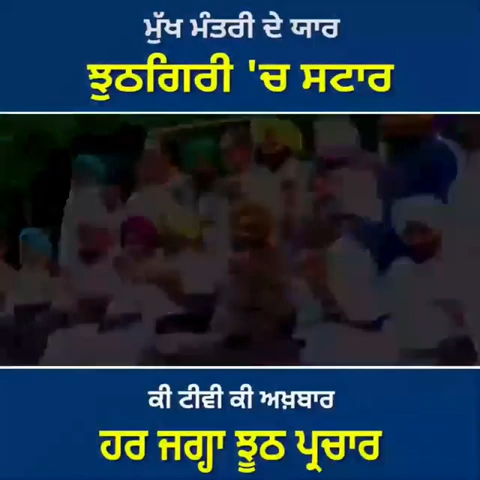 ਮੁੱਖ ਮੰਤਰੀ ਦੇ ਯਾਰ
ਝੂਠਗਿਰੀ 'ਚ ਸਟਾਰ
ਕੀ ਟੀਵੀ ਕੀ ਅਖ਼ਬਾਰ
ਹਰ ਜਗ੍ਹਾ ਝੂਠ ਪ੍ਰਚਾਰ